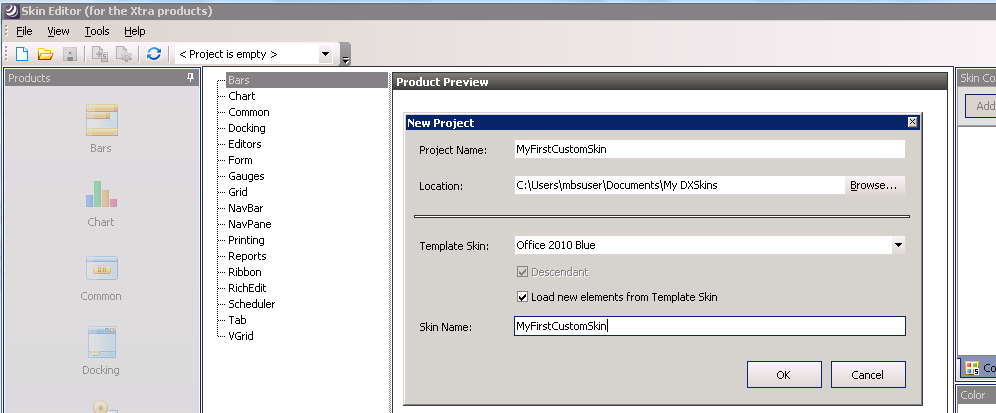 Skin Editor (for the Xtra products)
File View Tools Help
< Project is empty >
Products
Bars
Chart
Common
Docking
Bars
Chart
Common
Docking
Editors
Form
Gauges
Grid
NavBar
NavPane
Printing
Reports
Ribbon
RichEdit
Scheduler
Tab
VGrid
Product Preview
New Project
Project Name: MyFirstCustomSkin
Location: C:\Users\mbsuser\Documents\My DXSkins Browse...
Template Skin: Office 2010 Blue
Descendant
Load new elements from Template Skin
Skin Name: MyFirstCustomSkin
OK Cancel
Skin Co
Add
Co
Color